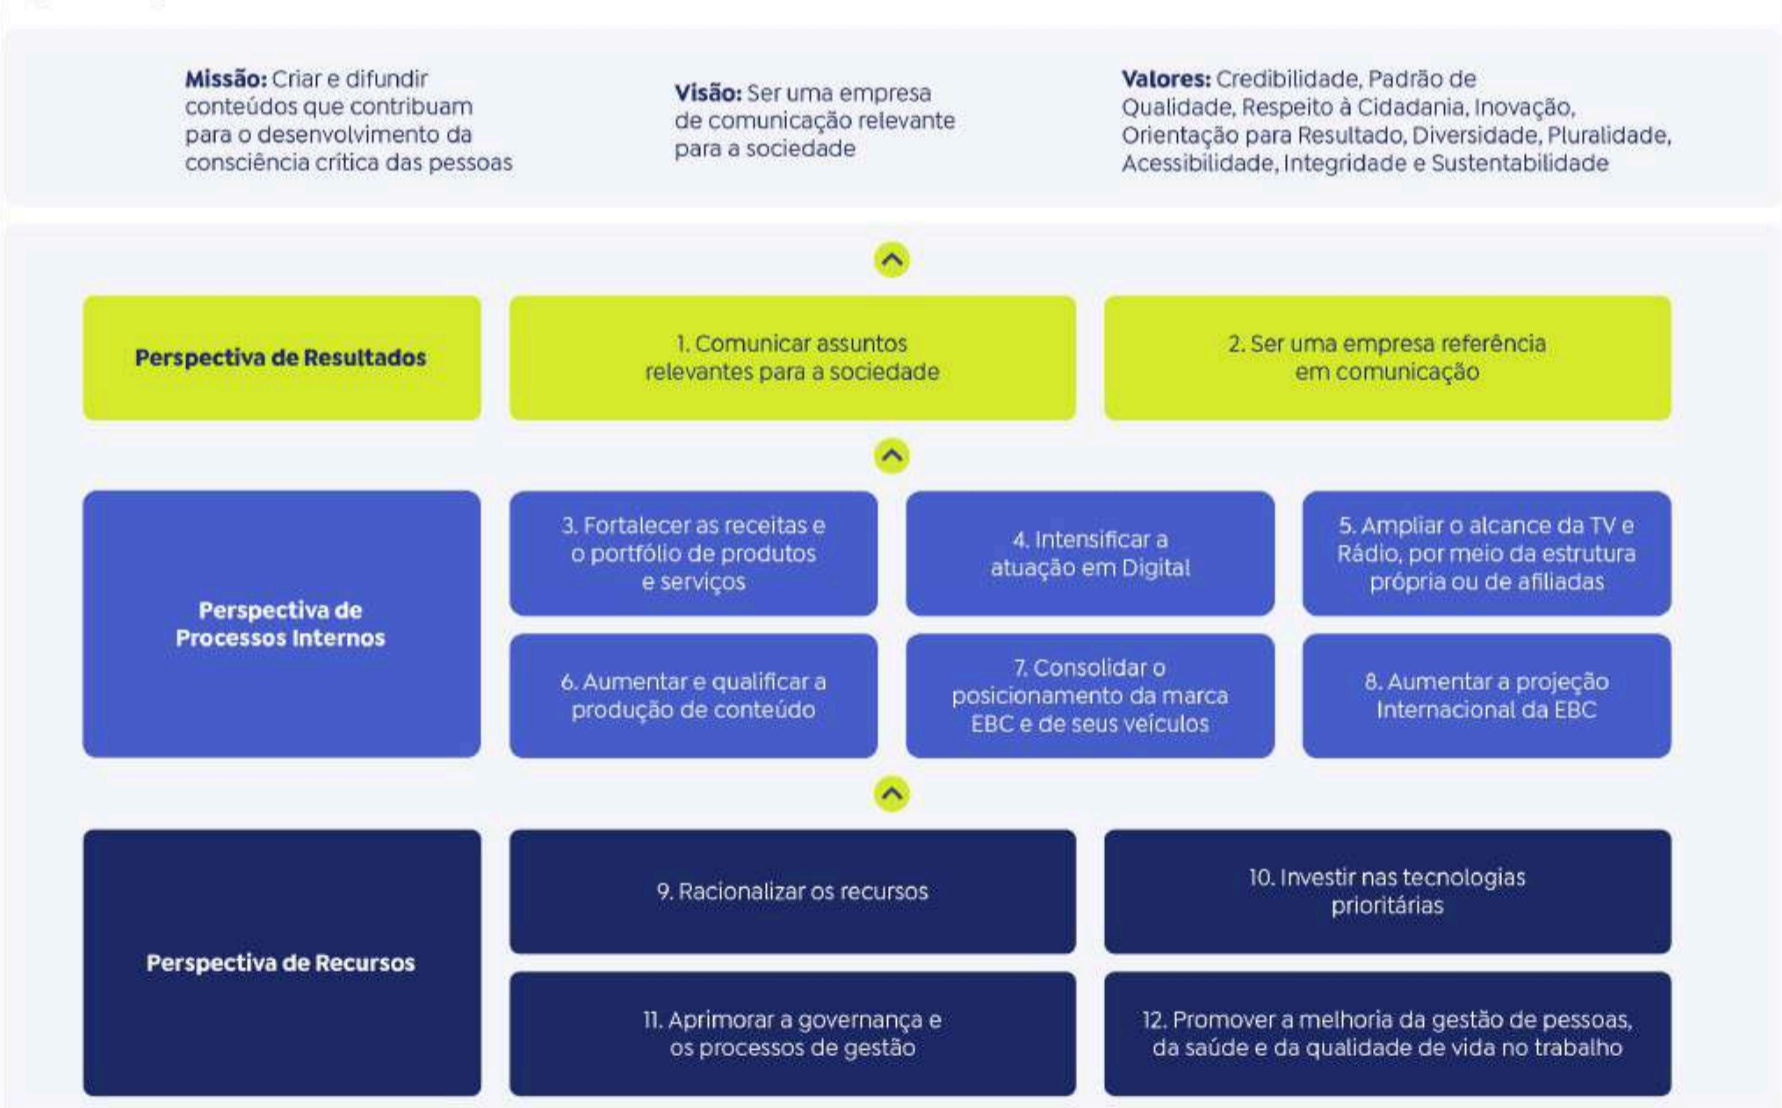 Missão: Criar e difundir
conteúdos que contribuam
para o desenvolvimento da
consciência crítica das pessoas
Visão: Ser uma empresa
de comunicação relevante
para a sociedade
Valores: Credibilidade, Padrão de
Qualidade, Respeito à Cidadania, Inovação,
Orientação para Resultado, Diversidade, Pluralidade,
Acessibilidade, Integridade e Sustentabilidade
Perspectiva de Resultados
1. Comunicar assuntos
relevantes para a sociedade
2. Ser uma empresa referência
em comunicação
Perspectiva de
Processos Internos
3. Fortalecer as receitas e
o portfólio de produtos
e serviços
4. Intensificar a
atuação em Digital
5. Ampliar o alcance da TV e
Rádio, por meio da estrutura
própria ou de afiliadas
6. Aumentar e qualificar a
produção de conteúdo
7. Consolidar o
posicionamento da marca
EBC e de seus veículos
8. Aumentar a projeção
Internacional da EBC
Perspectiva de Recursos
9. Racionalizar os recursos
10. Investir nas tecnologias
prioritárias
11. Aprimorar a governança e
os processos de gestão
12. Promover a melhoria da gestão de pessoas,
da saúde e da qualidade de vida no trabalho